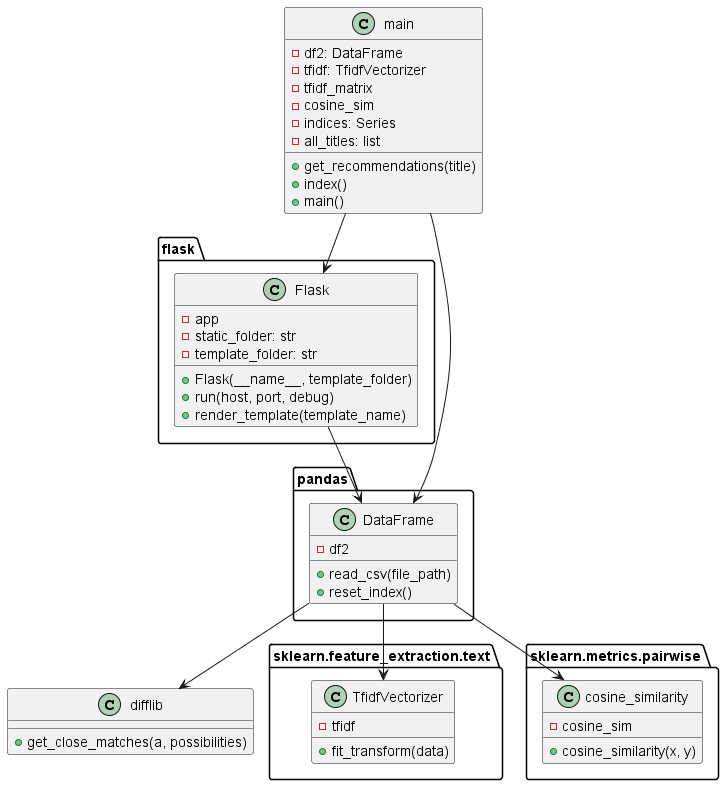 C main
df2: DataFrame
tfidf: TfidfVectorizer
tfidf_matrix
cosine_sim
indices: Series
all_titles: list
get_recommendations(title)
index()
main()
flask
C Flask
app
static_folder: str
template_folder: str
Flask(__name__, template_folder)
run(host, port, debug)
render_template(template_name)
pandas
C DataFrame
df2
read_csv(file_path)
reset_index()
C difflib
get_close_matches(a, possibilities)
sklearn.feature_extraction.text
C TfidfVectorizer
tfidf
fit_transform(data)
sklearn.metrics.pairwise
C cosine_similarity
cosine_sim
cosine_similarity(x, y)